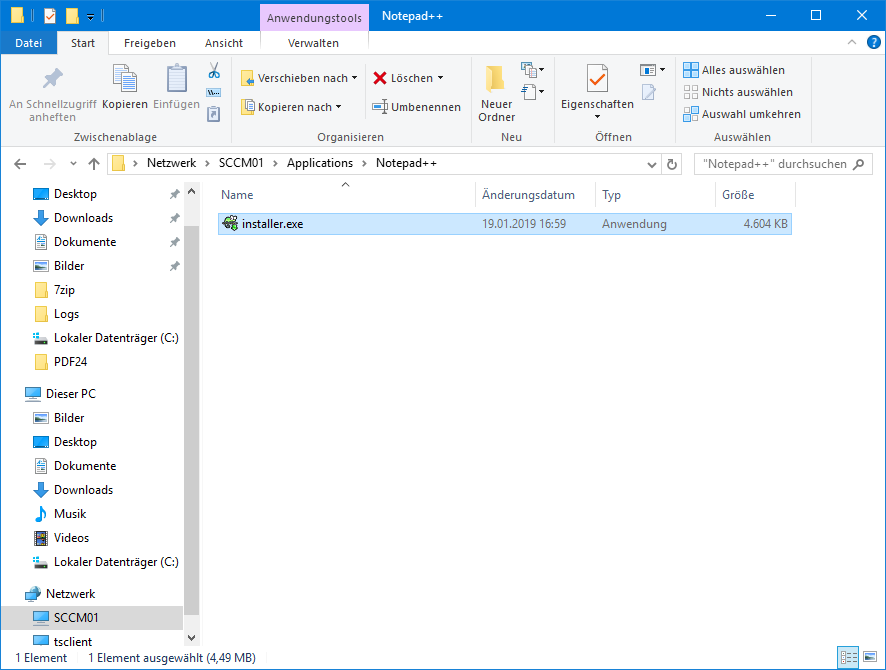 Anwendungstools Notepad++
Datei Start Freigeben Ansicht Verwalten
An Schnellzugriff
anheften
Kopieren Einfügen
Verschieben nach
Kopieren nach
Löschen
Umbenennen
Neuer
Ordner
Eigenschaften
Alles auswählen
Nichts auswählen
Auswahl umkehren
Zwischenablage Organisieren Neu Öffnen Auswählen
Netzwerk SCCM01 Applications Notepad++ "Notepad++" durchsuchen
Desktop
Downloads
Dokumente
Bilder
7zip
Logs
Lokaler Datenträger (C:)
PDF24
Dieser PC
Bilder
Desktop
Dokumente
Downloads
Musik
Videos
Lokaler Datenträger (C:)
Netzwerk
SCCM01
tsclient
Name Änderungsdatum Typ Größe
installer.exe 19.01.2019 16:59 Anwendung 4.604 KB
1 Element 1 Element ausgewählt (4,49 MB)